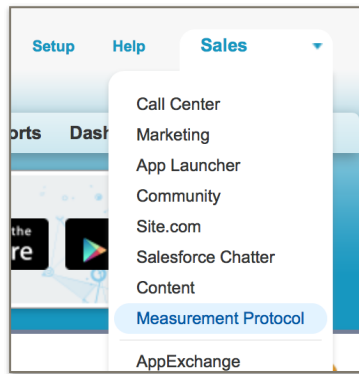 Setup Help Sales
Call Center
Marketing
App Launcher
Community
Site.com
Salesforce Chatter
Content
Measurement Protocol
AppExchange
orts Dash
the
re